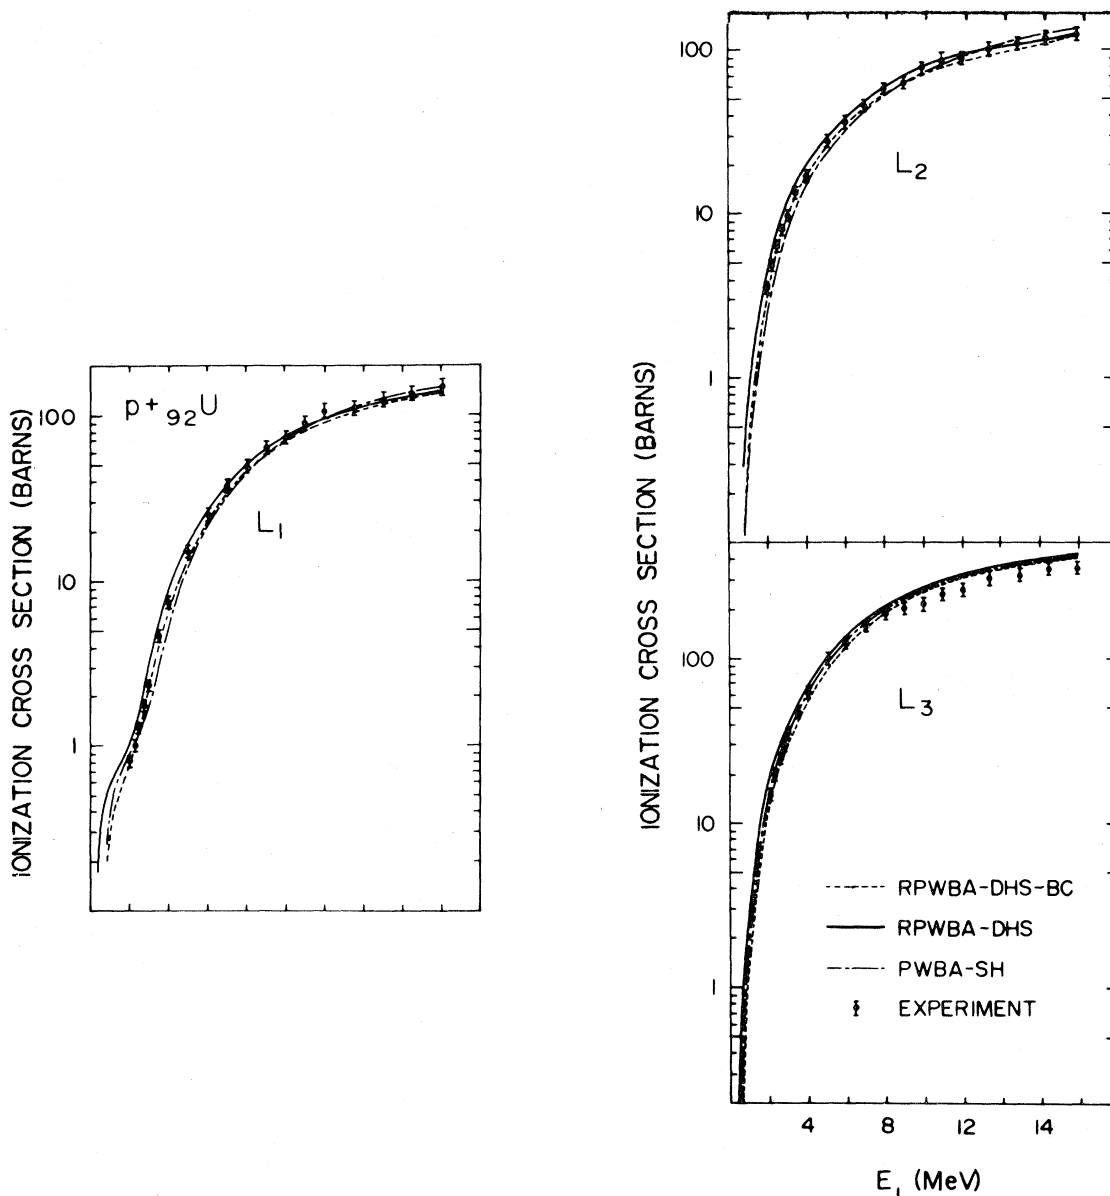 IONIZATION CROSS SECTION (BARNS)
100
10
1
p+₉₂U
L₁
IONIZATION CROSS SECTION (BARNS)
100
10
1
L₂
100
10
1
L₃
RPWBA-DHS-BC
RPWBA-DHS
PWBA-SH
EXPERIMENT
4 8 12 14
E₁ (MeV)